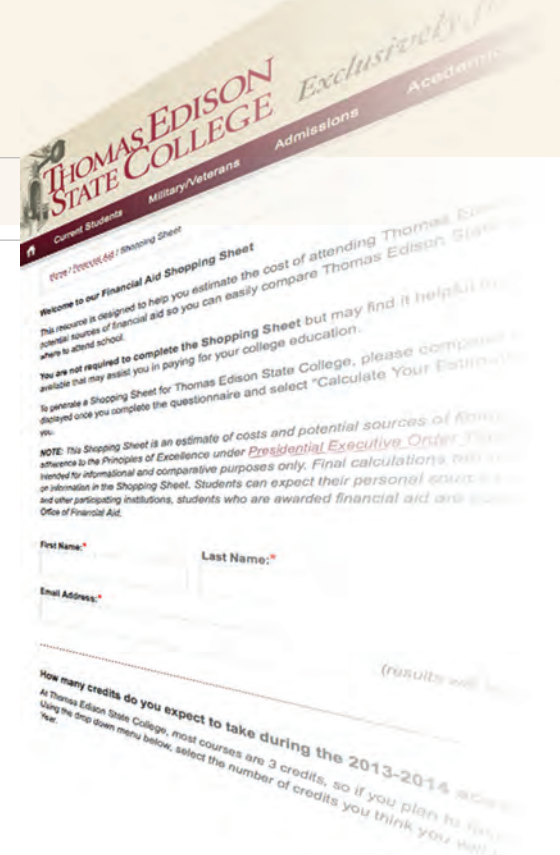 THOMAS EDISON
STATE COLLEGE
Exclusively
Current Students Military/Veterans Admissions Academic
Home / Financial Aid / Shopping Sheet
Welcome to our Financial Aid Shopping Sheet
This resource is designed to help you estimate the cost of attending Thomas
potential sources of financial aid so you can easily compare Thomas Edison State
where to attend school.
You are not required to complete the Shopping Sheet but may find it helpful
available that may assist you in paying for your college education.
To generate a Shopping Sheet for Thomas Edison State College, please
displayed once you complete the questionnaire and select "Calculate Your
you.
NOTE: This Shopping Sheet is an estimate of costs and potential sources of
adherence to the Principles of Excellence under Presidential Executive Order
intended for informational and comparative purposes only. Final calculations
on information in the Shopping Sheet. Students can expect their personal
and other participating institutions, students who are awarded financial aid are
Office of Financial Aid.
First Name:* Last Name:*
Email Address:*
(results will
How many credits do you expect to take during the 2013-2014
At Thomas Edison State College, most courses are 3 credits, so if you plan to
Using the drop down menu below, select the number of credits you think you
Year.